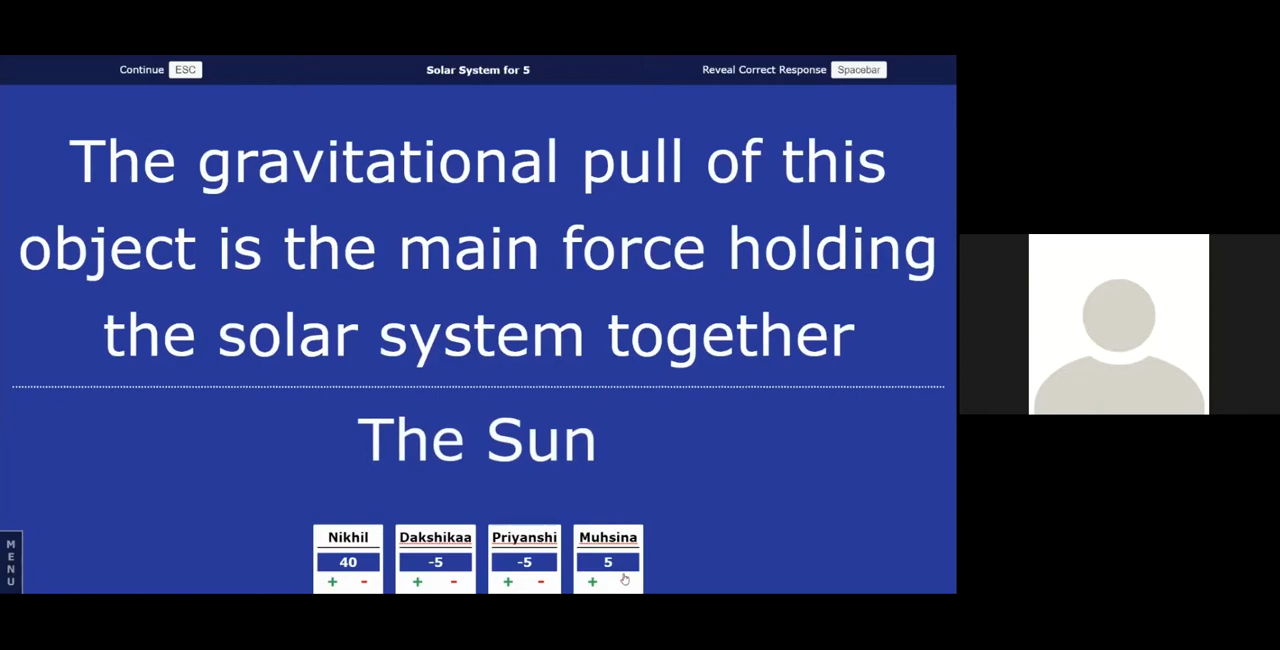 Continue ESC Solar System for 5 Reveal Correct Response Spacebar
The gravitational pull of this
object is the main force holding
the solar system together
The Sun
Nikhil Dakshikaa Priyanshi Muhsina
40 -5 -5 5
+ - + - + - +
MENU